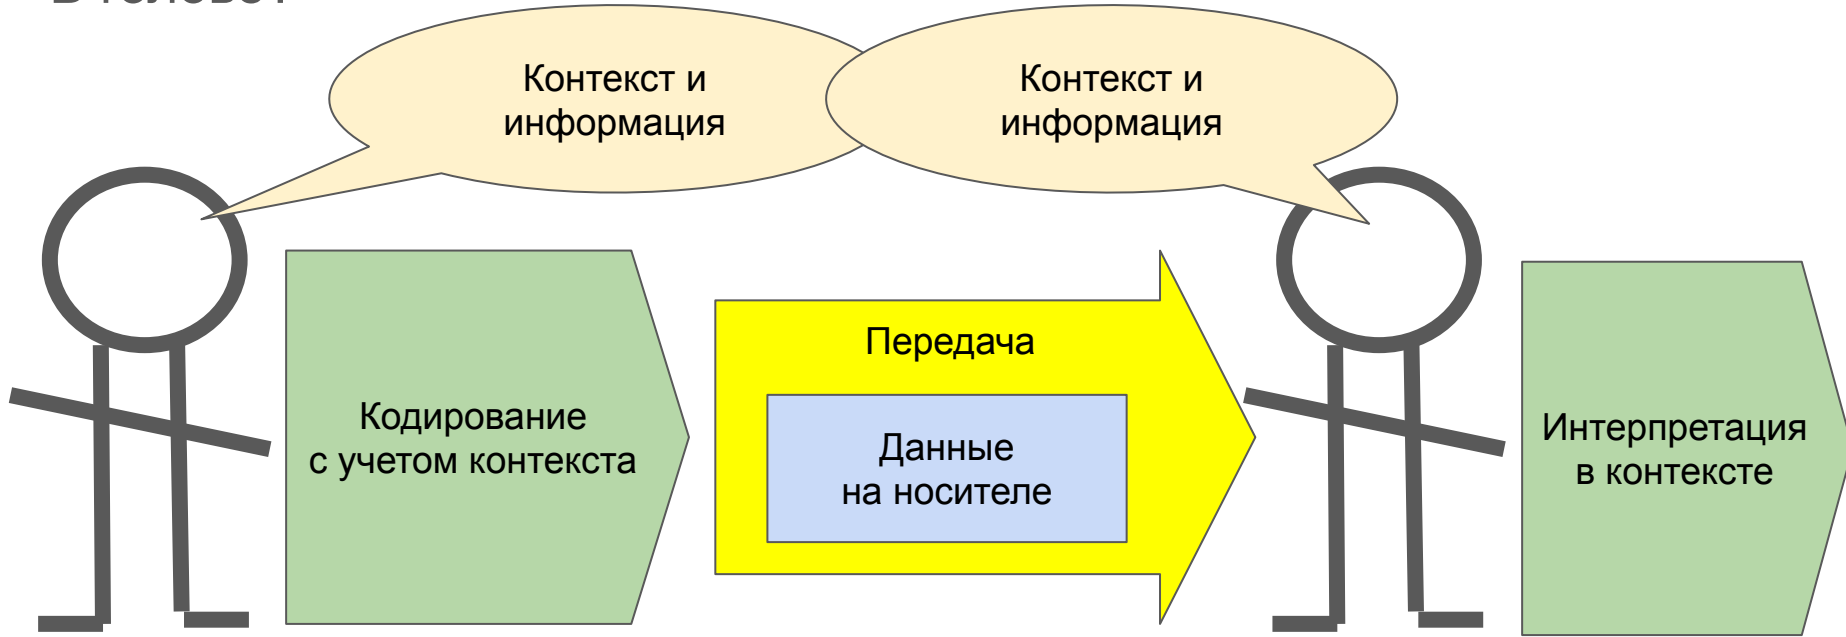 Контекст и
информация
Контекст и
информация
Кодирование
с учетом контекста
Передача
Данные
на носителе
Интерпретация
в контексте